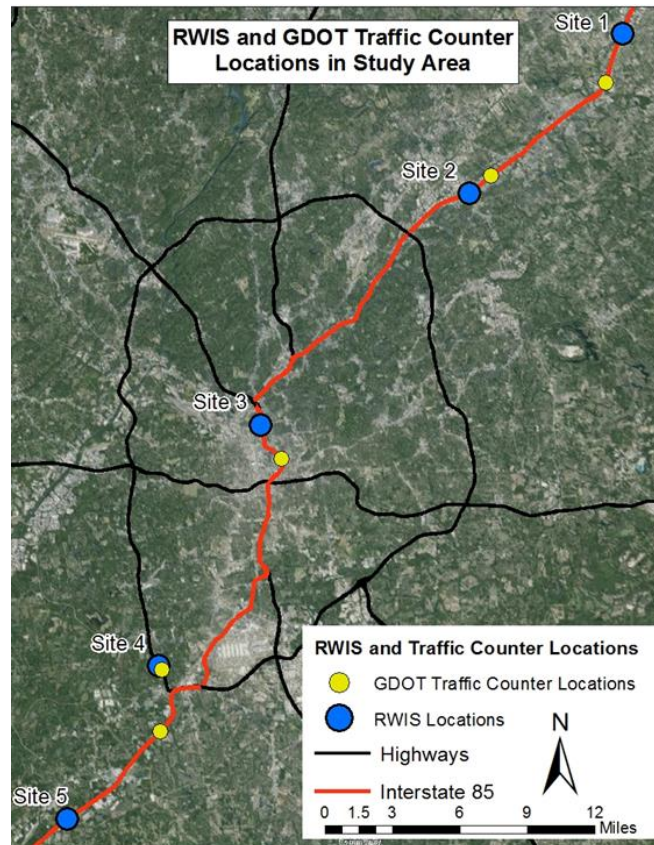 RWIS and GDOT Traffic Counter
Locations in Study Area
Site 1
Site 2
Site 3
Site 4
Site 5
RWIS and Traffic Counter Locations
GDOT Traffic Counter Locations
RWIS Locations
N
Highways
Interstate 85
0 1.5 3 6 9 12
Miles